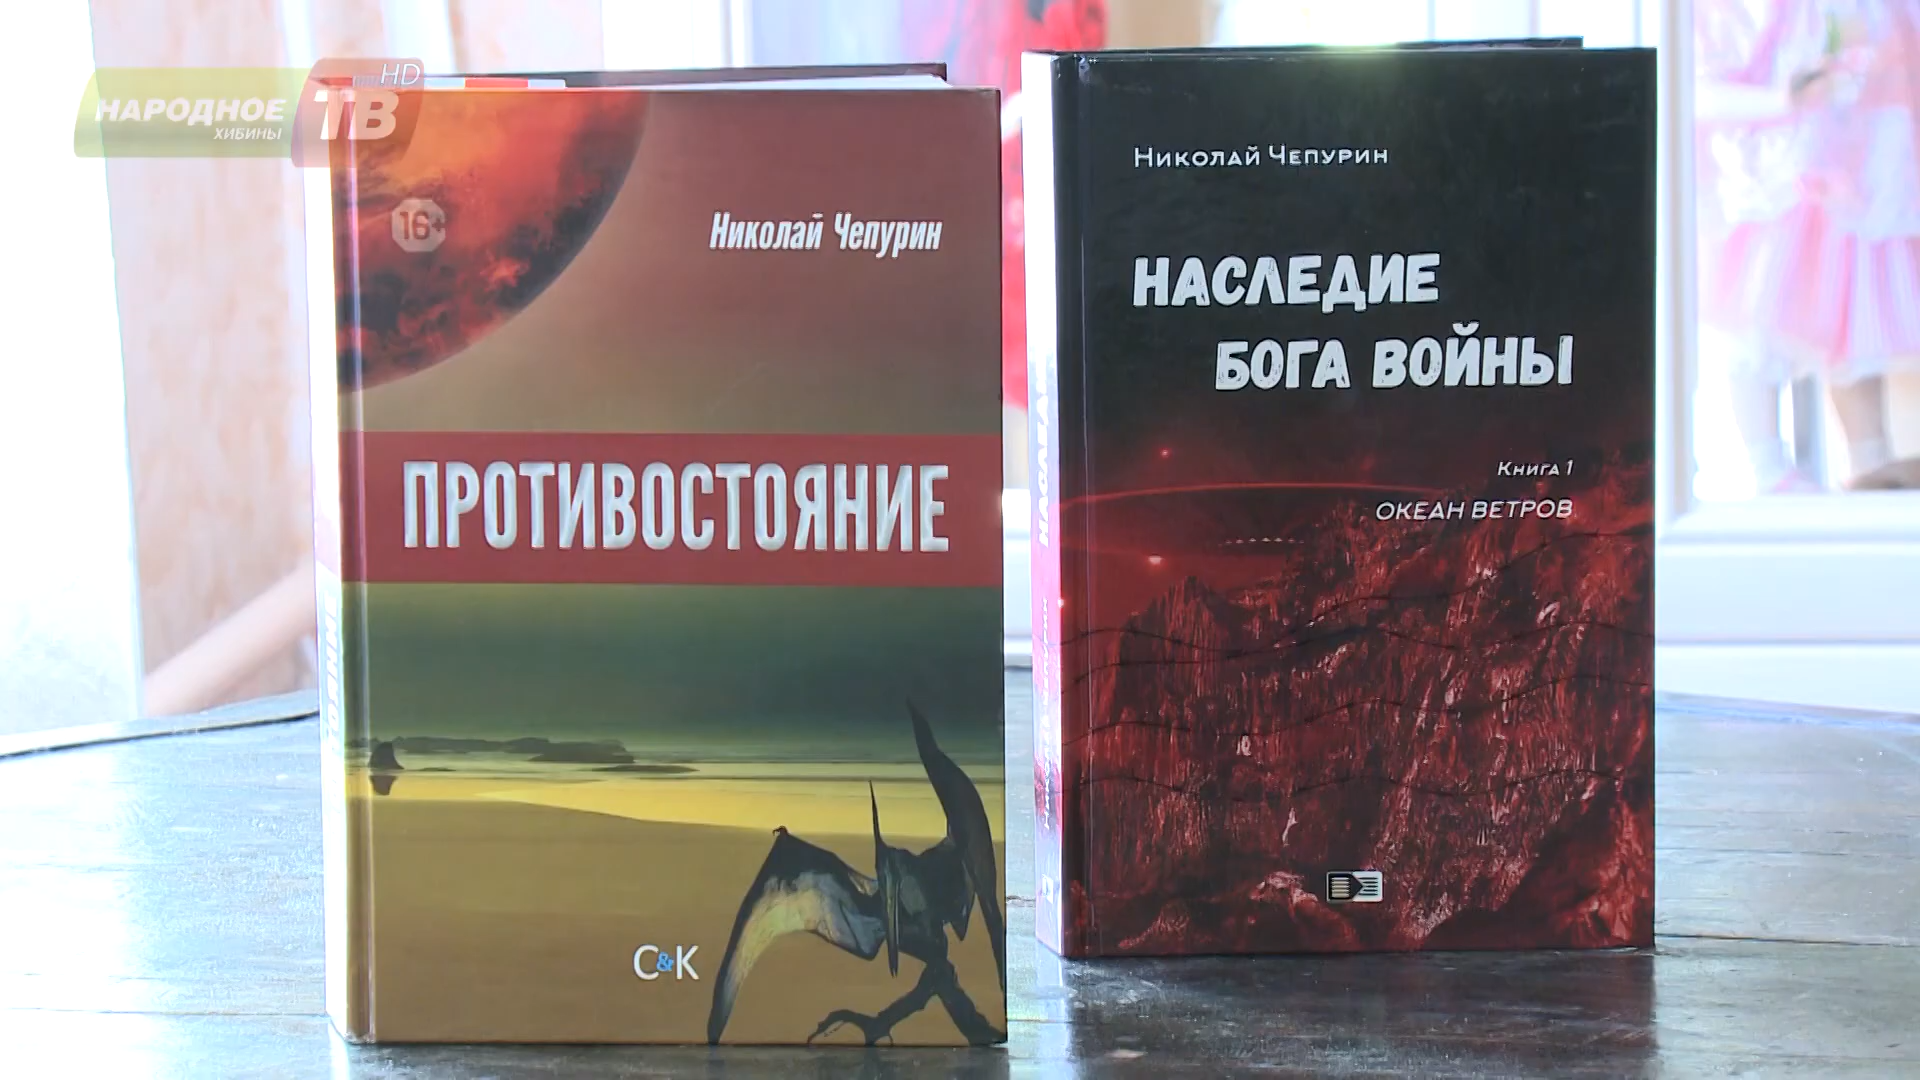 НАРОДНОЕ
ХИБИНЫ
ТВ
HD
16+
Николай Чепурин
ПРОТИВОСТОЯНИЕ
C&K
Николай Чепурин
НАСЛЕДИЕ
БОГА ВОЙНЫ
Книга 1
ОКЕАН ВЕТРОВ